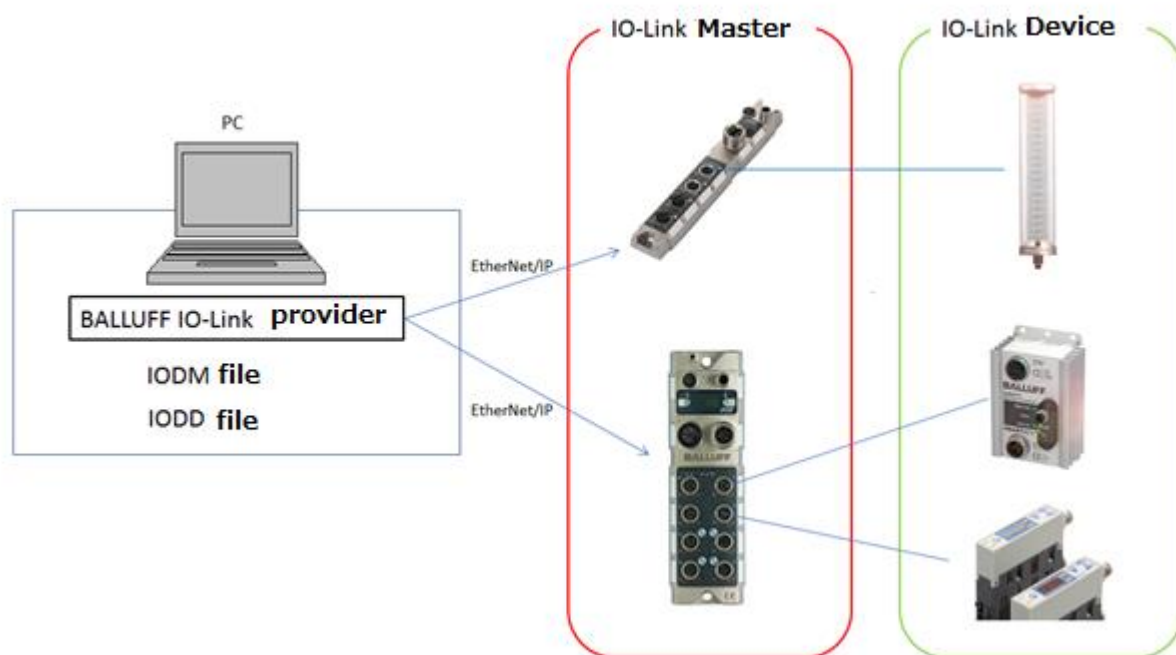 IO-Link Master
IO-Link Device
PC
EtherNet/IP
BALLUFF IO-Link provider
IODM file
IODD file
EtherNet/IP
BALLUFF
BALLUFF